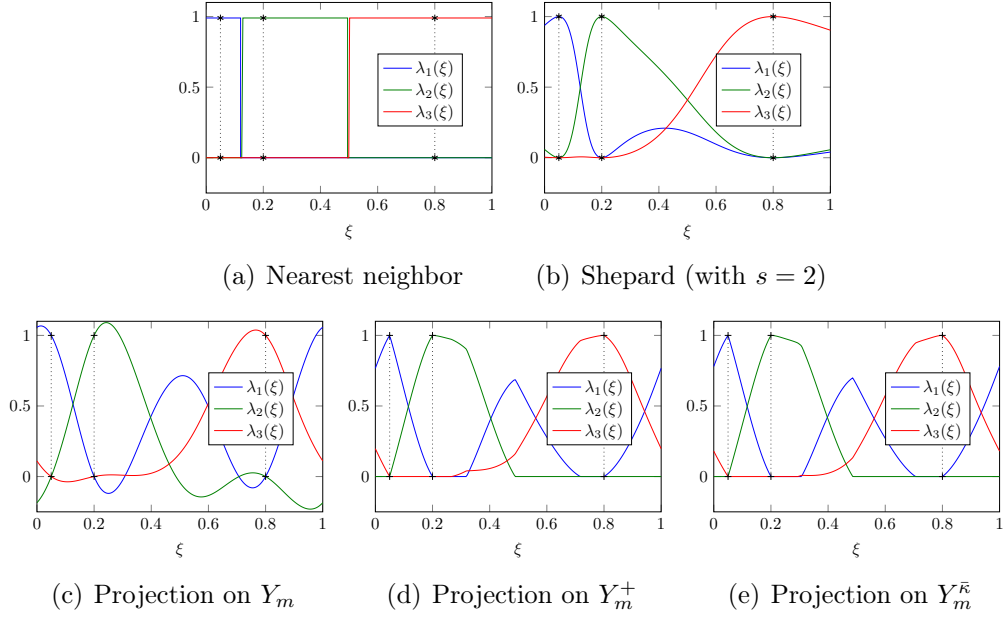 1
0.5
0
λ₁(ξ)
λ₂(ξ)
λ₃(ξ)
0 0.2 0.4 0.6 0.8 1
ξ
(a) Nearest neighbor
1
0.5
0
λ₁(ξ)
λ₂(ξ)
λ₃(ξ)
0 0.2 0.4 0.6 0.8 1
ξ
(b) Shepard (with s = 2)
1
0.5
0
λ₁(ξ)
λ₂(ξ)
λ₃(ξ)
0 0.2 0.4 0.6 0.8 1
ξ
(c) Projection on Yₘ
1
0.5
0
λ₁(ξ)
λ₂(ξ)
λ₃(ξ)
0 0.2 0.4 0.6 0.8 1
ξ
(d) Projection on Yₘ⁺
1
0.5
0
λ₁(ξ)
λ₂(ξ)
λ₃(ξ)
0 0.2 0.4 0.6 0.8 1
ξ
(e) Projection on Y_m^κ̄